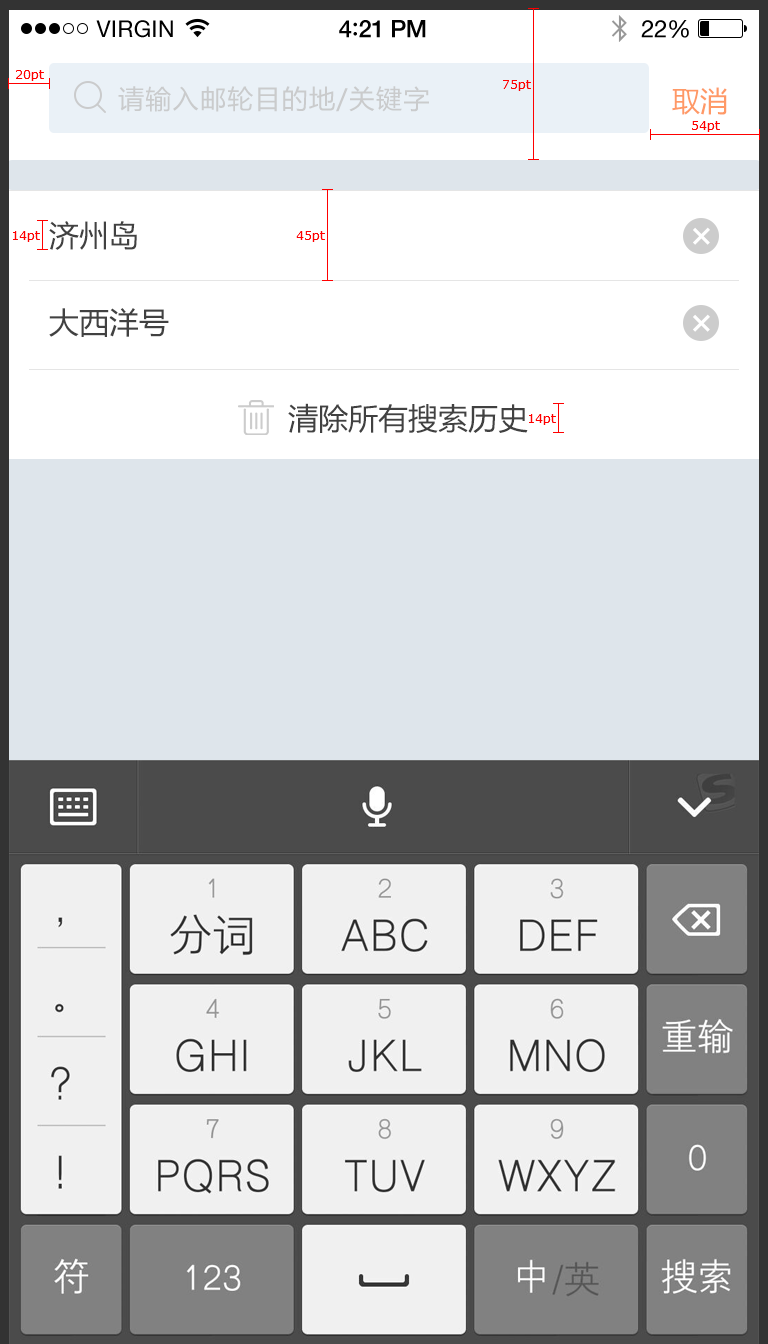 VIRGIN 4:21 PM 22%
20pt 请输入邮轮目的地/关键字 75pt 取消
54pt
14pt 济州岛 45pt
大西洋号
清除所有搜索历史 14pt
S
, 1 2 3
分词 ABC DEF
。 4 5 6
GHI JKL MNO 重输
? 7 8 9
! PQRS TUV WXYZ 0
符 123 中/英 搜索